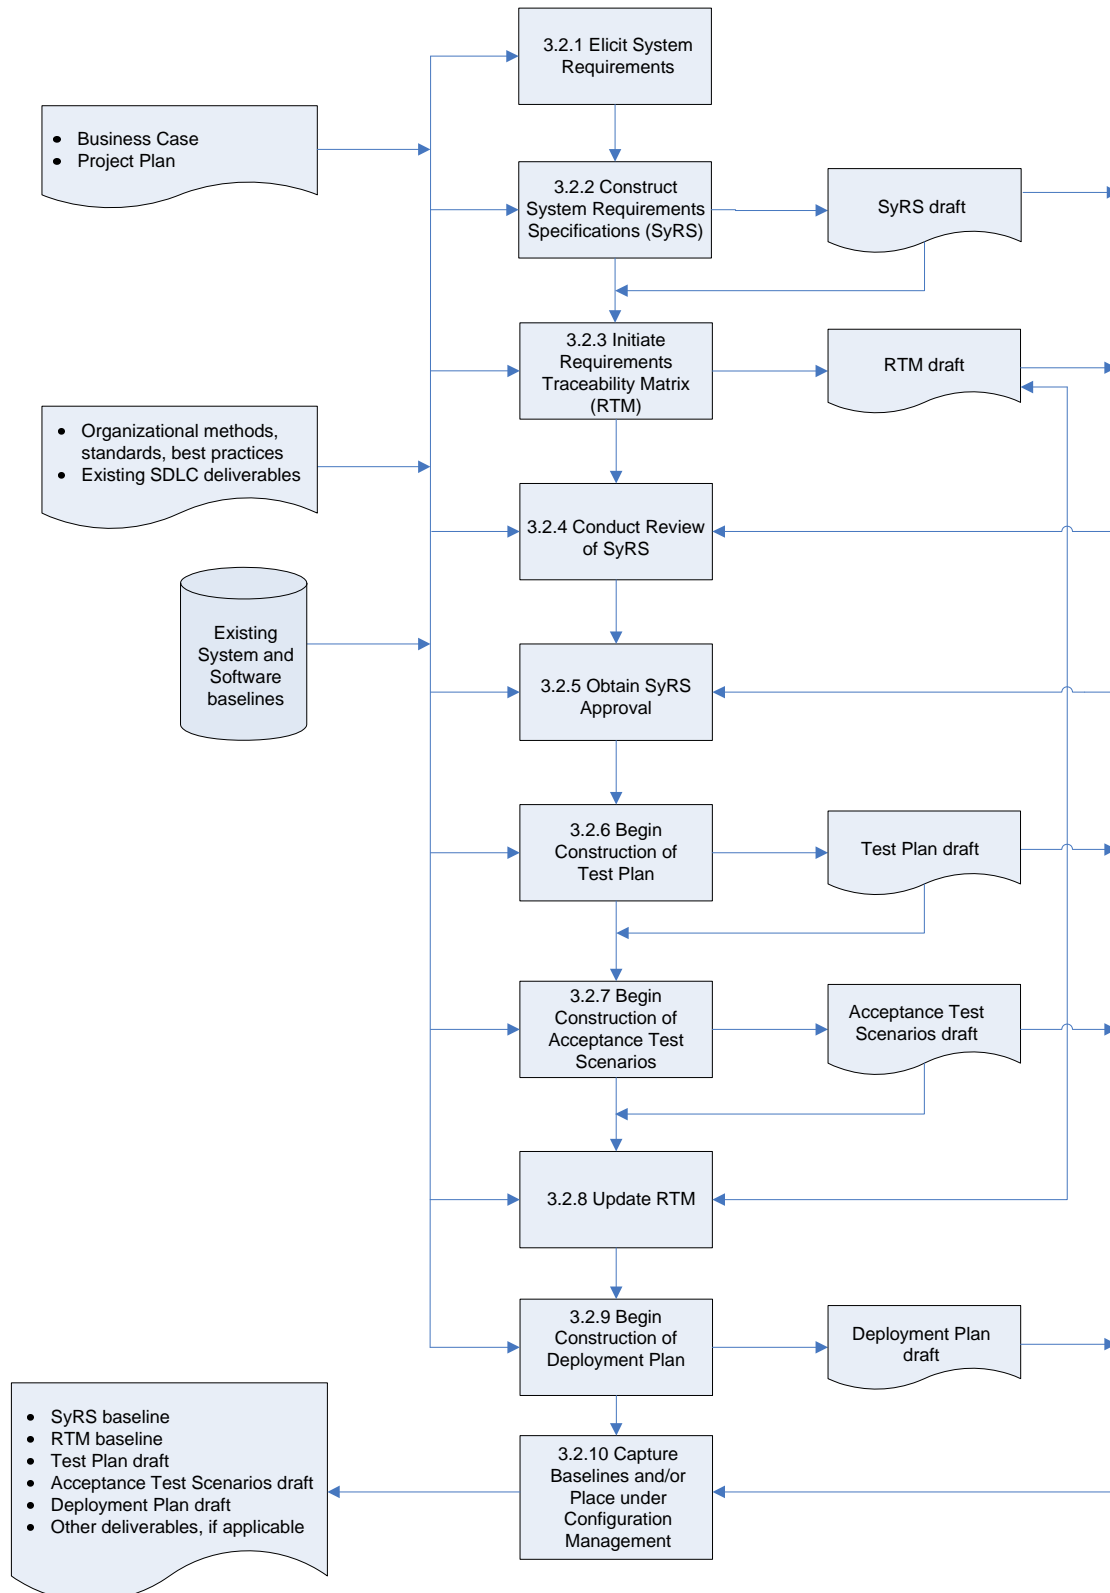 3.2.1 Elicit System
Requirements
• Business Case
• Project Plan
3.2.2 Construct
System Requirements
Specifications (SyRS)
SyRS draft
3.2.3 Initiate
Requirements
Traceability Matrix
(RTM)
RTM draft
• Organizational methods,
standards, best practices
• Existing SDLC deliverables
3.2.4 Conduct Review
of SyRS
Existing
System and
Software
baselines
3.2.5 Obtain SyRS
Approval
3.2.6 Begin
Construction of
Test Plan
Test Plan draft
3.2.7 Begin
Construction of
Acceptance Test
Scenarios
Acceptance Test
Scenarios draft
3.2.8 Update RTM
3.2.9 Begin
Construction of
Deployment Plan
Deployment Plan
draft
• SyRS baseline
• RTM baseline
• Test Plan draft
• Acceptance Test Scenarios draft
• Deployment Plan draft
• Other deliverables, if applicable
3.2.10 Capture
Baselines and/or
Place under
Configuration
Management